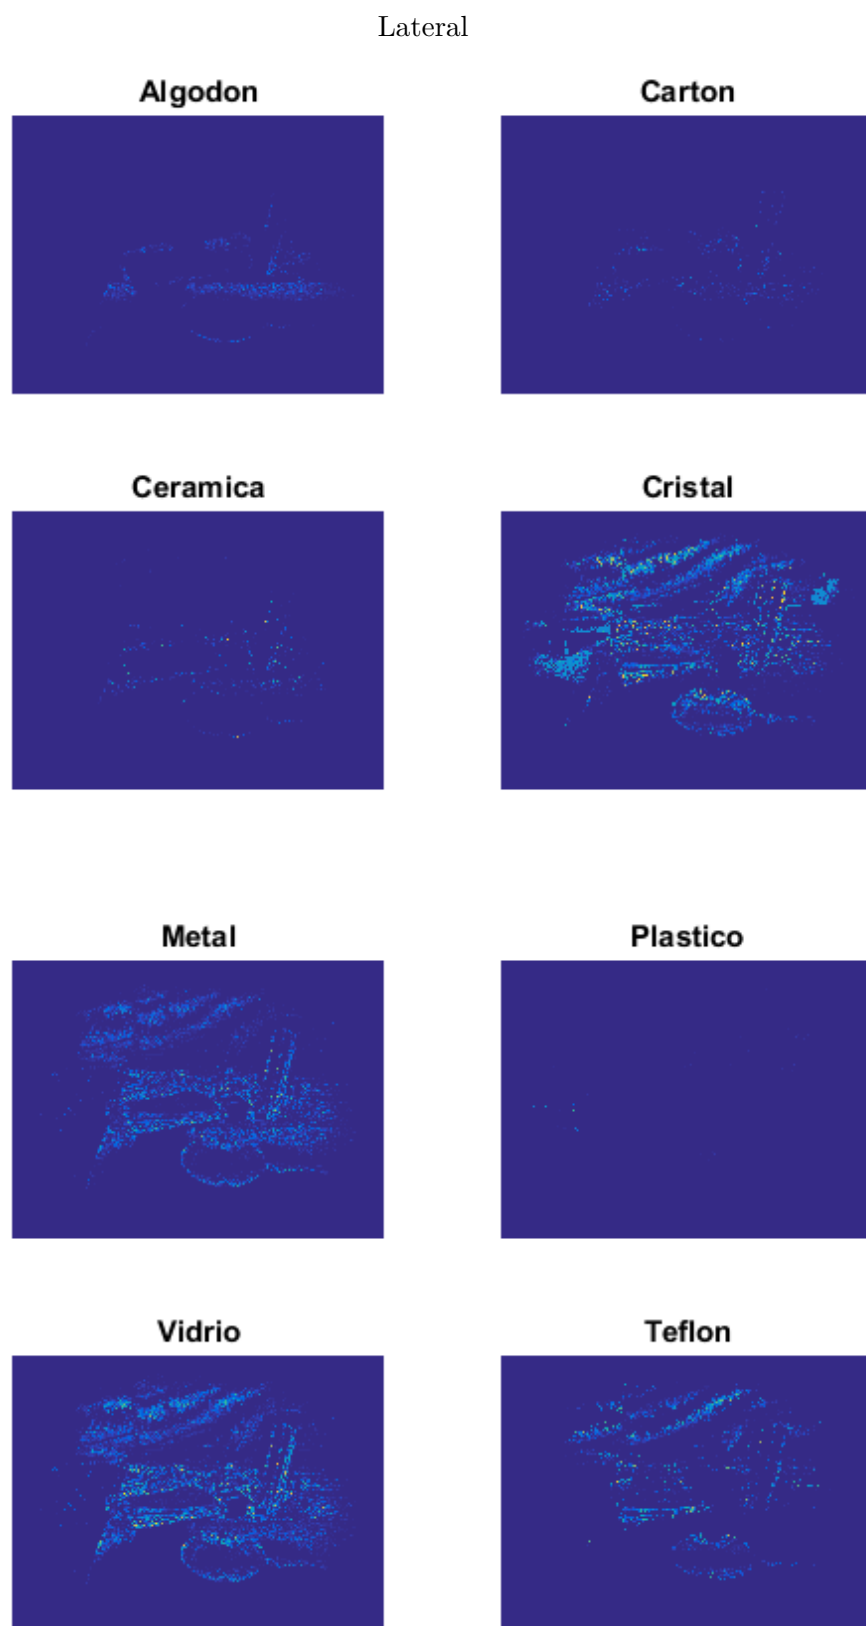 Lateral
Algodon
Carton
Ceramica
Cristal
Metal
Plastico
Vidrio
Teflon